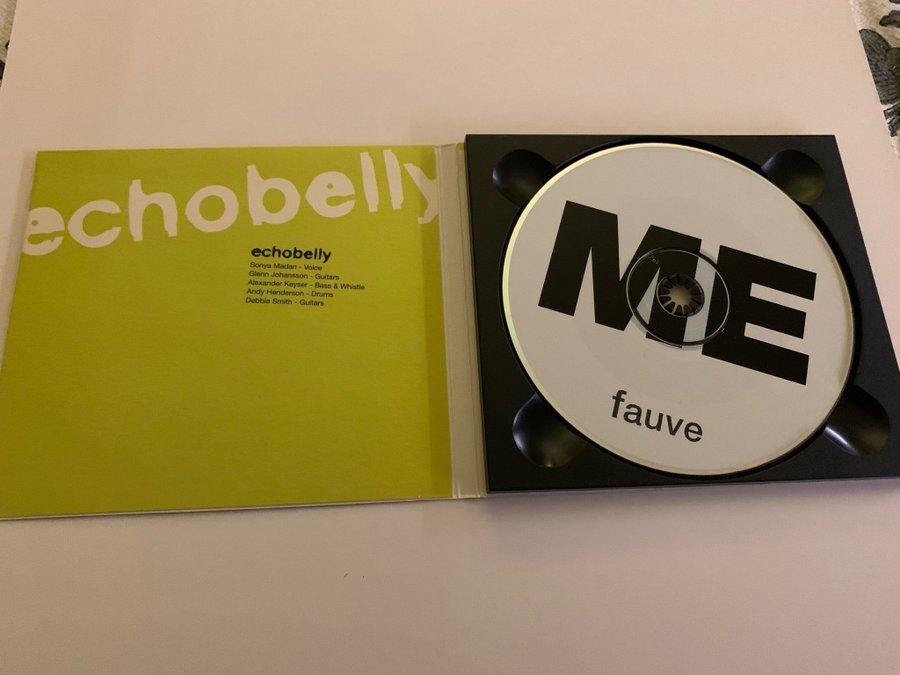 echobelly
echobelly
Sonya Madan - Voice
Glenn Johansson - Guitars
Alexander Keyser - Bass & Whistle
Andy Henderson - Drums
Debbie Smith - Guitars
ME
fauve